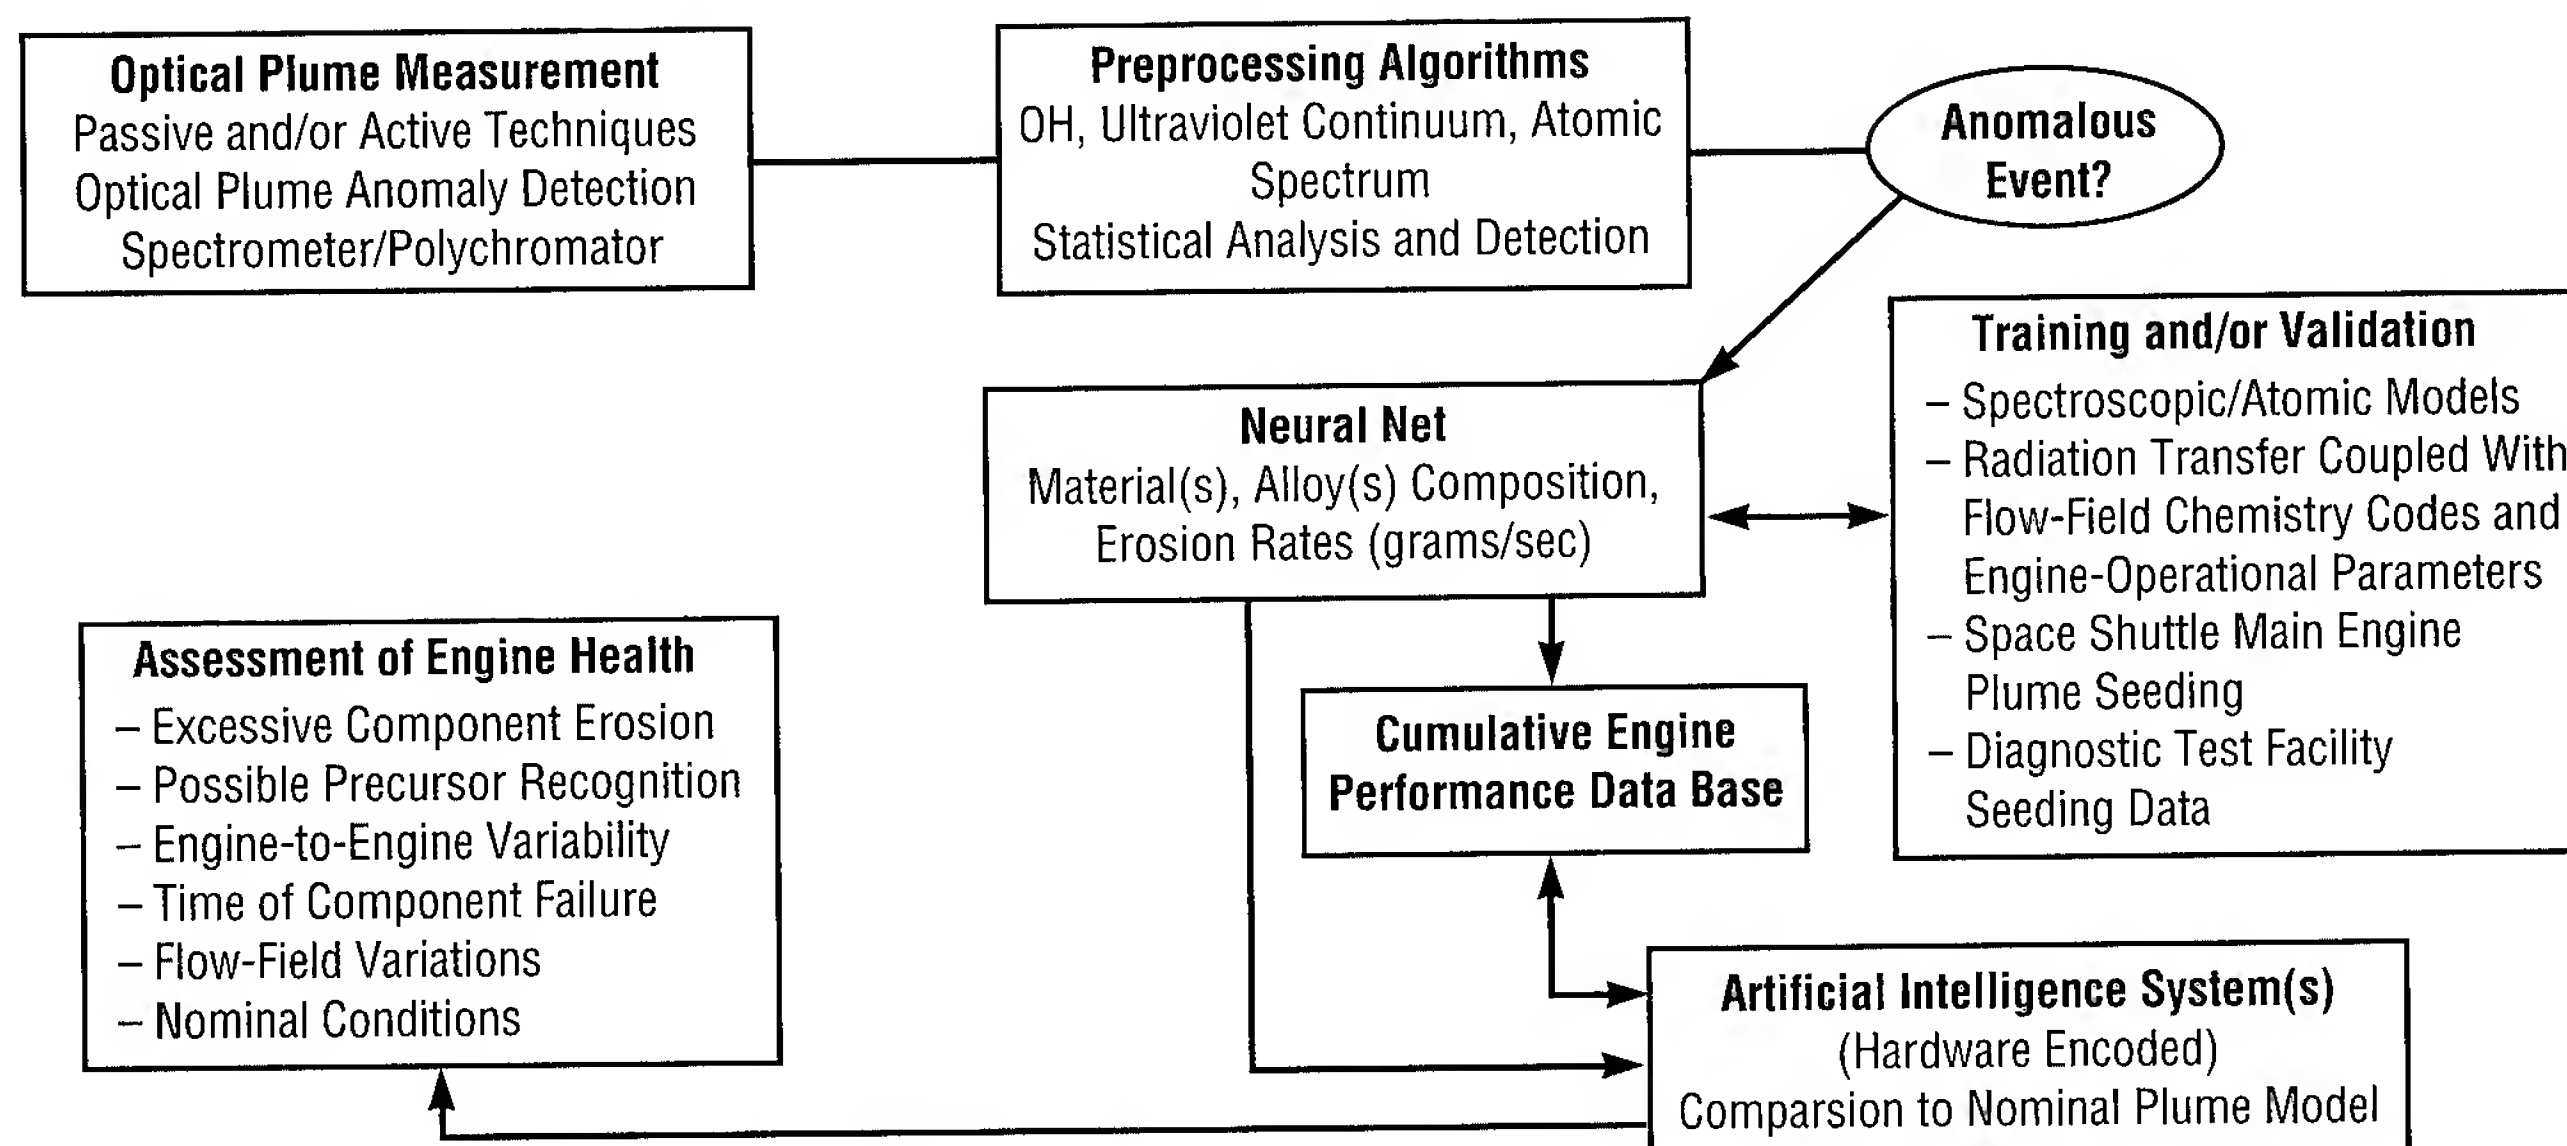 Optical Plume Measurement
Passive and/or Active Techniques
Optical Plume Anomaly Detection
Spectrometer/Polychromator
Preprocessing Algorithms
OH, Ultraviolet Continuum, Atomic
Spectrum
Statistical Analysis and Detection
Anomalous
Event?
Training and/or Validation
– Spectroscopic/Atomic Models
– Radiation Transfer Coupled With
Flow-Field Chemistry Codes and
Engine-Operational Parameters
– Space Shuttle Main Engine
Plume Seeding
– Diagnostic Test Facility
Seeding Data
Neural Net
Material(s), Alloy(s) Composition,
Erosion Rates (grams/sec)
Cumulative Engine
Performance Data Base
Assessment of Engine Health
– Excessive Component Erosion
– Possible Precursor Recognition
– Engine-to-Engine Variability
– Time of Component Failure
– Flow-Field Variations
– Nominal Conditions
Artificial Intelligence System(s)
(Hardware Encoded)
Comparsion to Nominal Plume Model